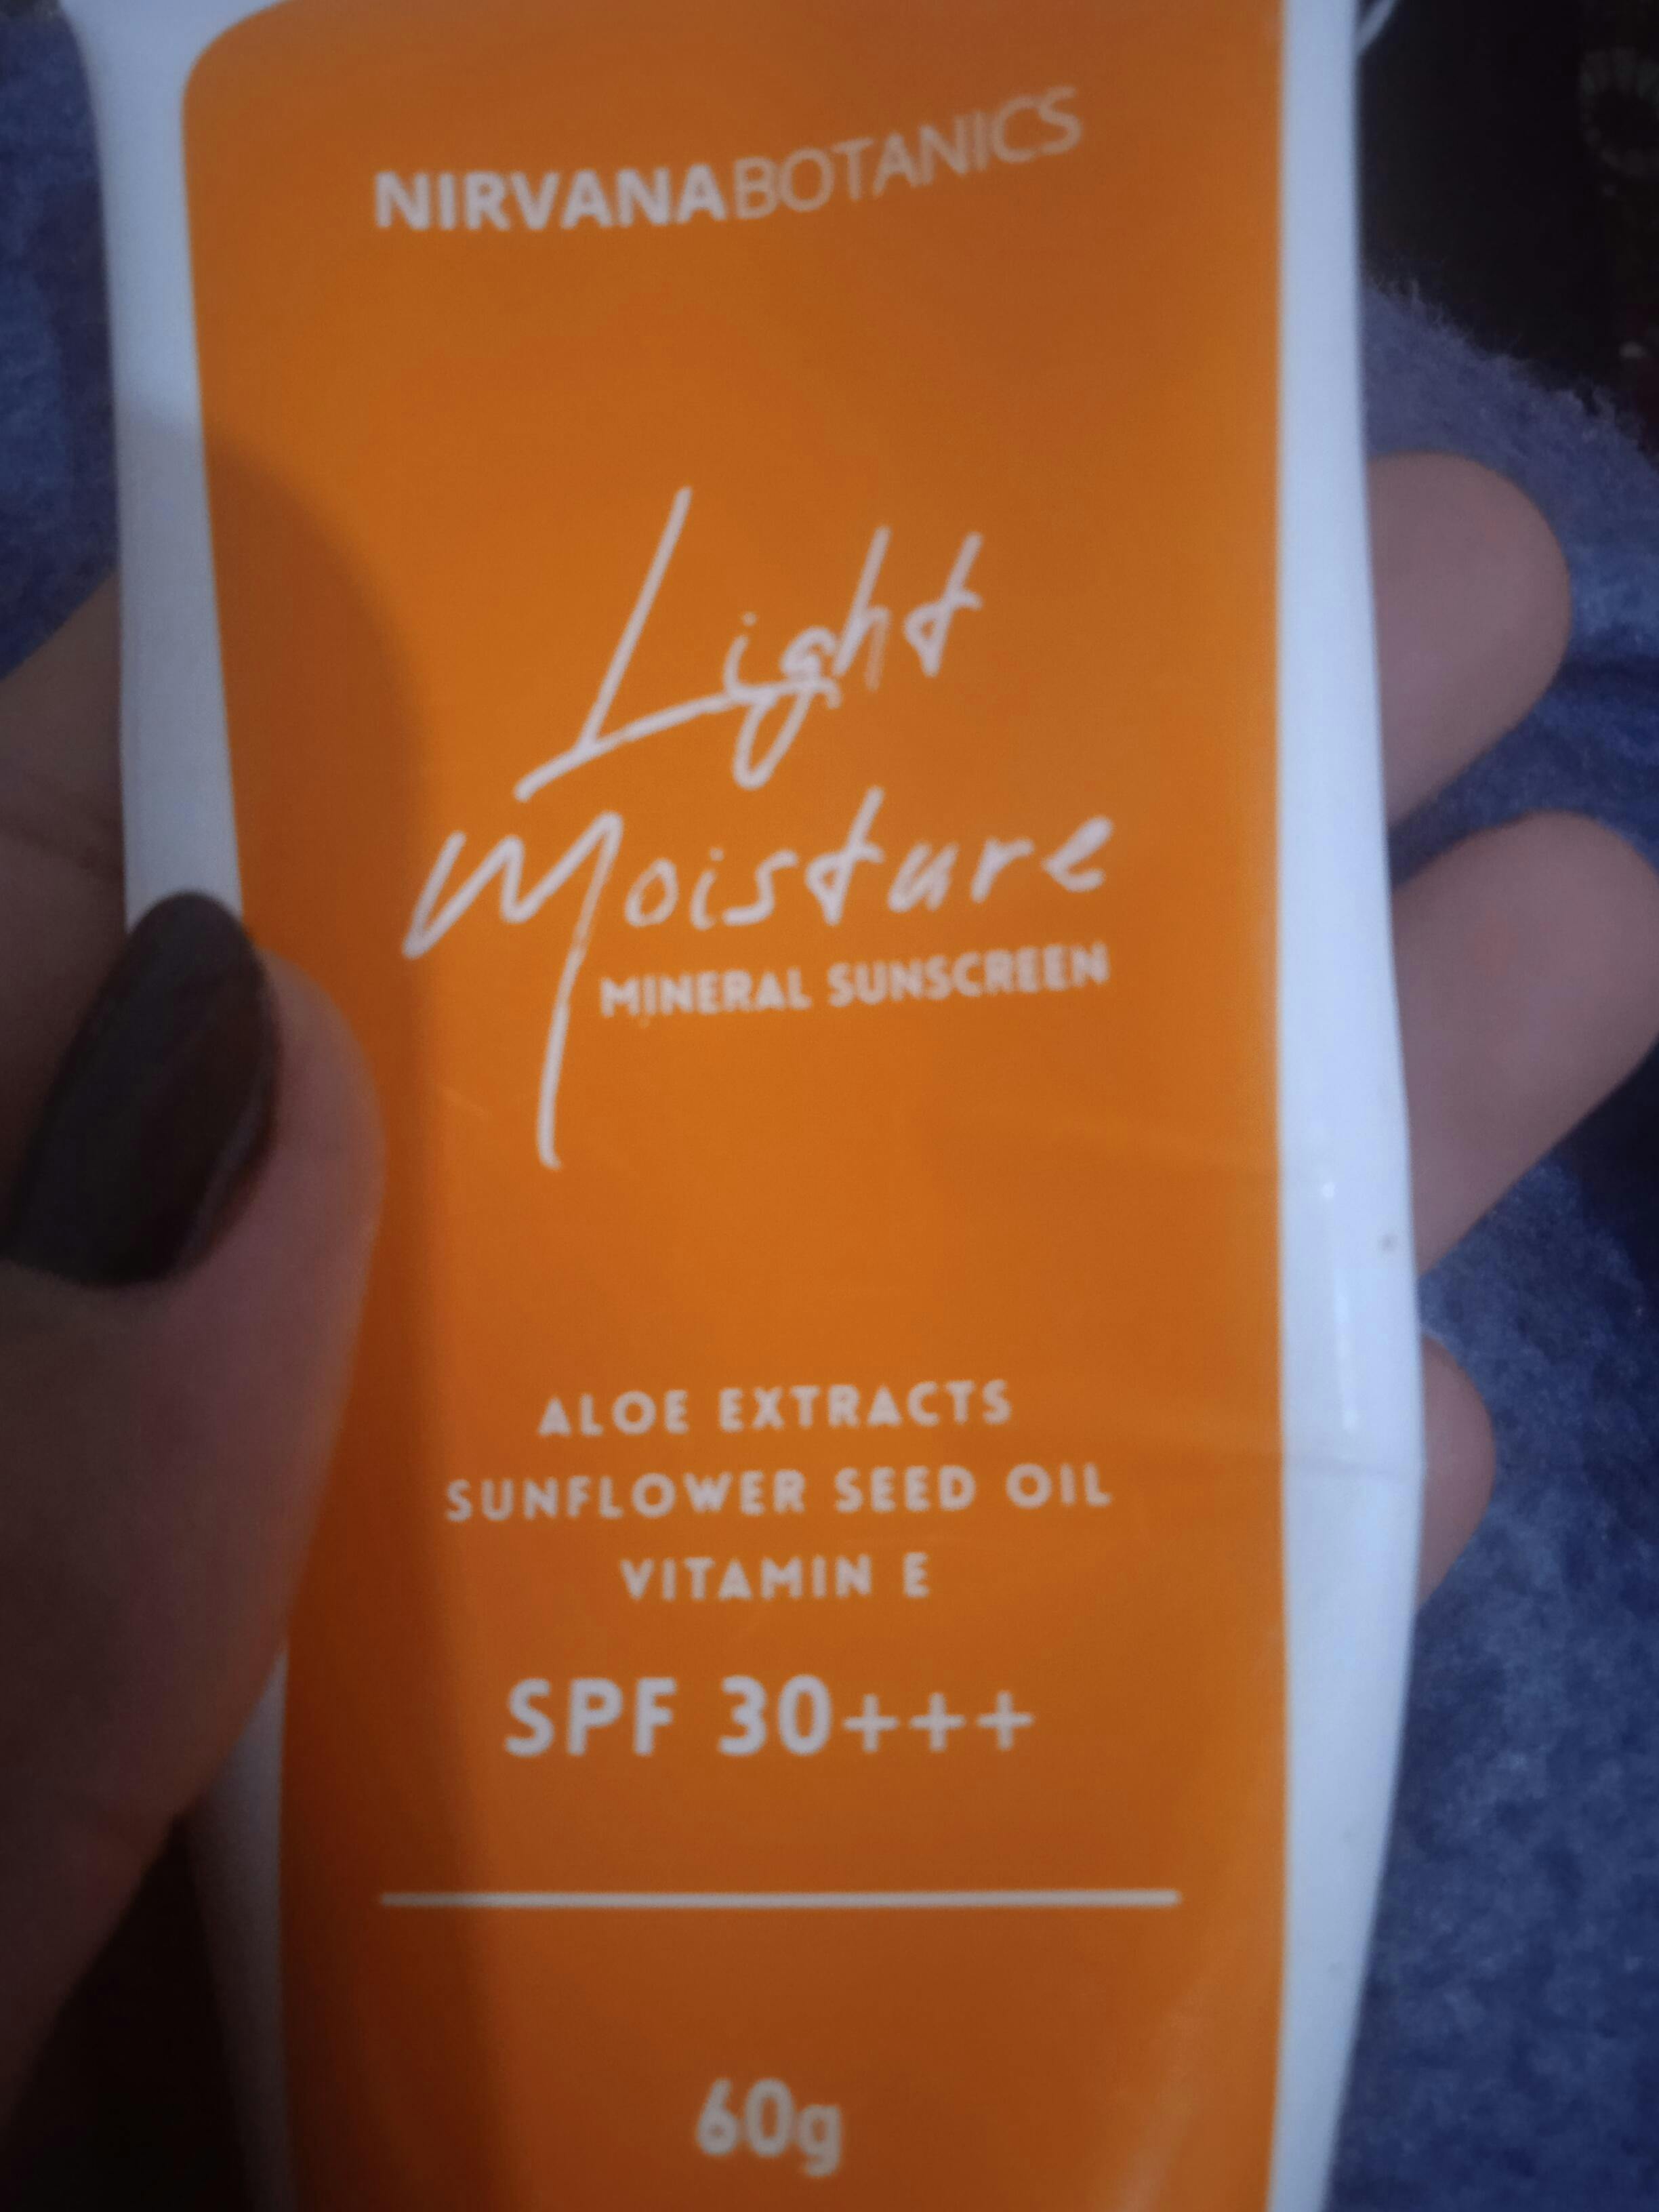 NIRVANABOTANICS
Light
Moisture
MINERAL SUNSCREEN
ALOE EXTRACTS
SUNFLOWER SEED OIL
VITAMIN E
SPF 30+++
60g